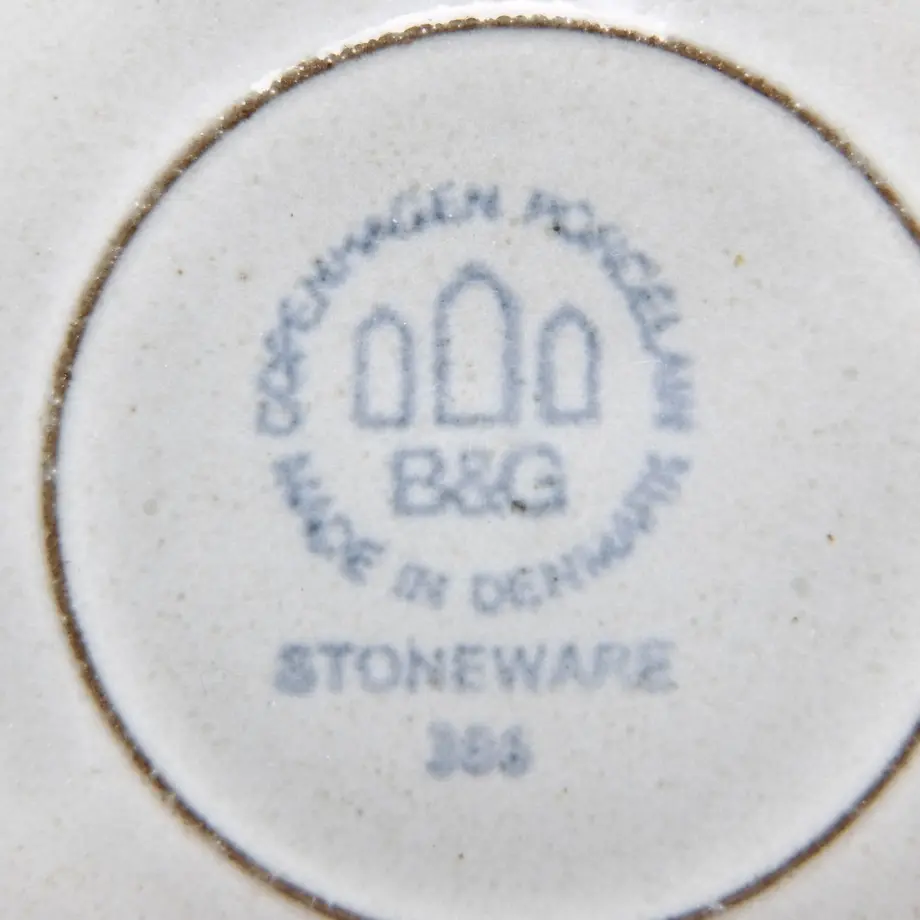 COPENHAGEN PORCELAIN
B&G
MADE IN DENMARK
STONEWARE